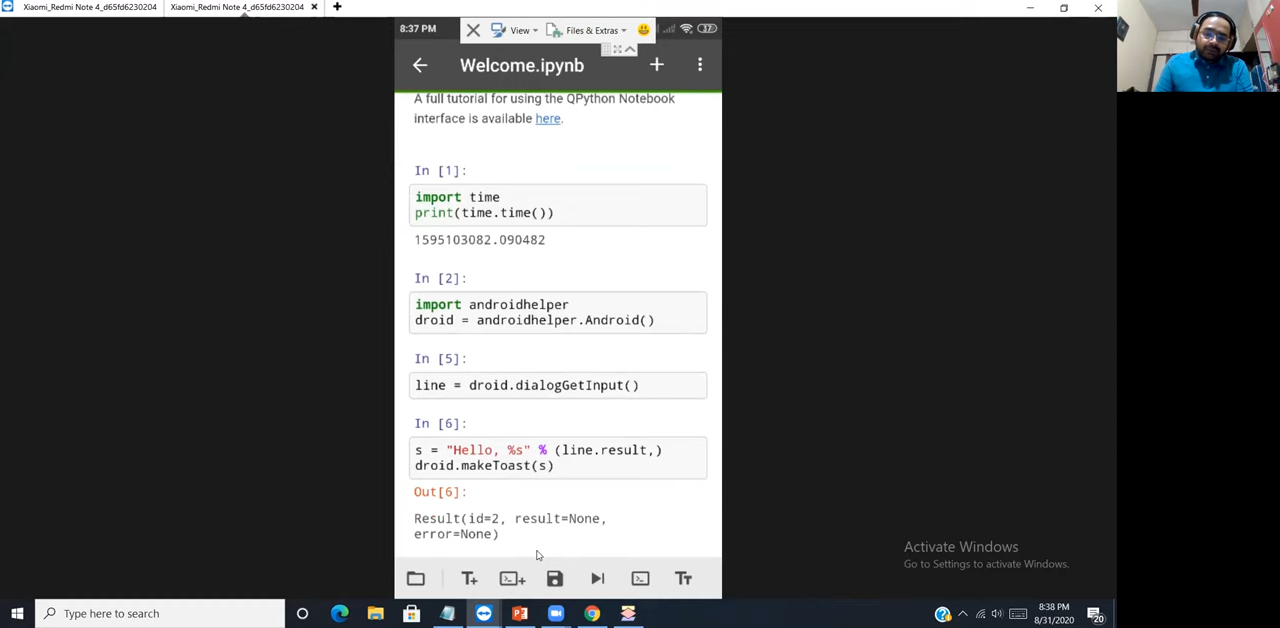 Xiaomi_Redmi Note 4_d65fd6230204
Xiaomi_Redmi Note 4_d65fd6230204
8:37 PM
View
Files & Extras
37
Welcome.ipynb
A full tutorial for using the QPython Notebook
interface is available here.
In [1]:
import time
print(time.time())
1595103082.090482
In [2]:
import androidhelper
droid = androidhelper.Android()
In [5]:
line = droid.dialogGetInput()
In [6]:
s = "Hello, %s" % (line.result,)
droid.makeToast(s)
Out[6]:
Result(id=2, result=None,
error=None)
Activate Windows
Go to Settings to activate Windows.
Type here to search
8:38 PM
8/31/2020
20